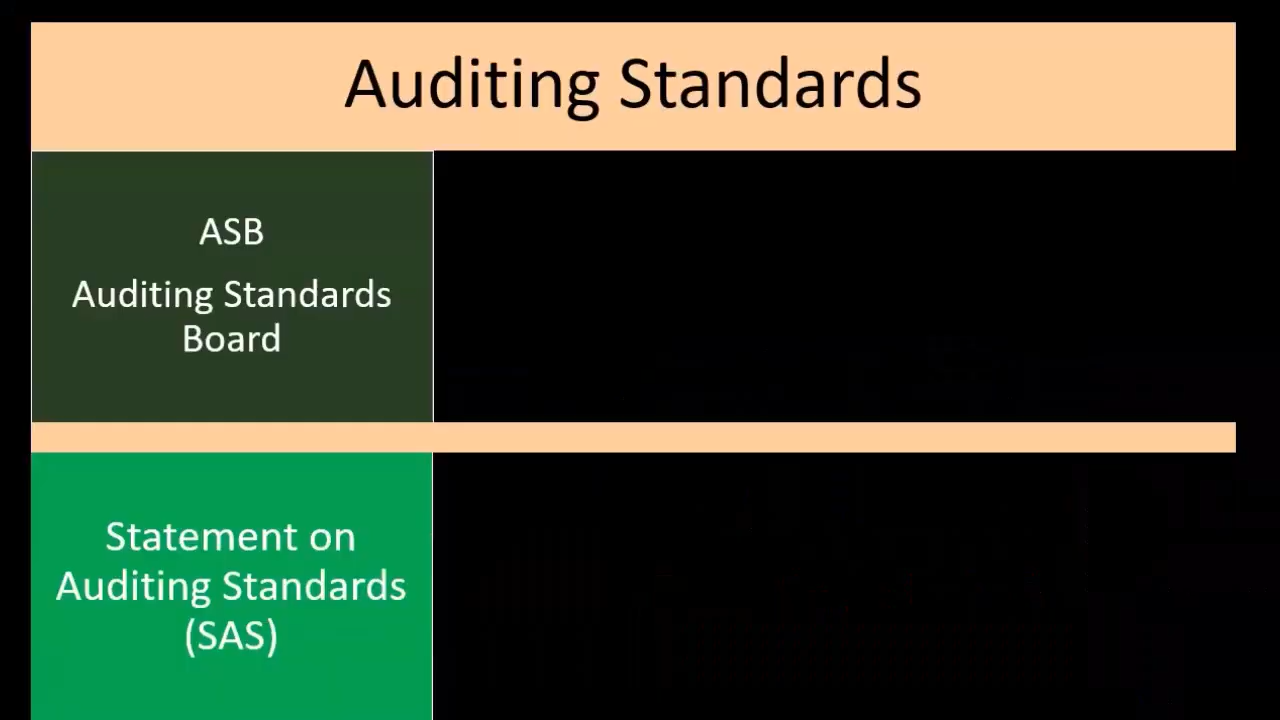 Auditing Standards
ASB
Auditing Standards
Board
Statement on
Auditing Standards
(SAS)